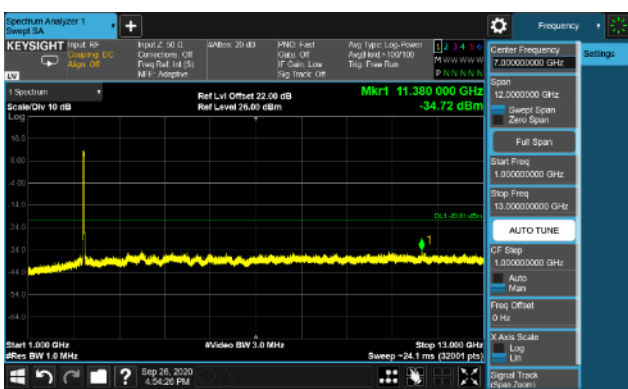 Spectrum Analyzer 1
Swept SA
+
Frequency
KEYSIGHT
Input: RF
Coupling: DC
Align: Off
Input Z: 50 Ω
Corrections: Off
Freq Ref: Int (S)
NFE: Adaptive
#Atten: 20 dB
PNO: Fast
Gate: Off
IF Gain: Low
Sig Track: Off
Avg Type: Log-Power
Avg|Hold:>100/100
Trig: Free Run
1 2 3 4 5 6
M W W W W W
P N N N N N
Center Frequency
7.000000000 GHz
Settings
1 Spectrum
Scale/Div 10 dB
Log
Ref Lvl Offset 22.00 dB
Ref Level 26.00 dBm
Mkr1 11.380 000 GHz
-34.72 dBm
Span
12.0000000 GHz
Swept Span
Zero Span
Full Span
Start Freq
1.000000000 GHz
Stop Freq
13.000000000 GHz
AUTO TUNE
CF Step
1.000000000 GHz
Auto
Man
Freq Offset
0 Hz
X Axis Scale
Log
Lin
Signal Track
(Span Zoom)
16.0
6.00
-4.00
-14.0
-24.0
-34.0
-44.0
-54.0
-64.0
1
Start 1.000 GHz
#Res BW 1.0 MHz
#Video BW 3.0 MHz
Stop 13.000 GHz
Sweep ~24.1 ms (32001 pts)
?
Sep 26, 2020
4:54:26 PM